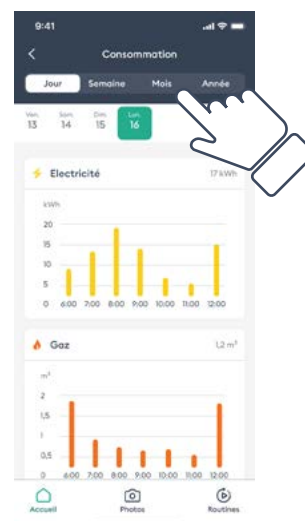 9:41
Consommation
Jour Semaine Mois Année
Ven. Sam. Dim. Lun.
13 14 15 16
Electricité 17 kWh
kWh
20
15
10
5
0 6:00 7:00 8:00 9:00 10:00 11:00 12:00
Gaz 1,2 m³
m³
2
1,5
1
0,5
0 6:00 7:00 8:00 9:00 10:00 11:00 12:00
Accueil Photos Routines